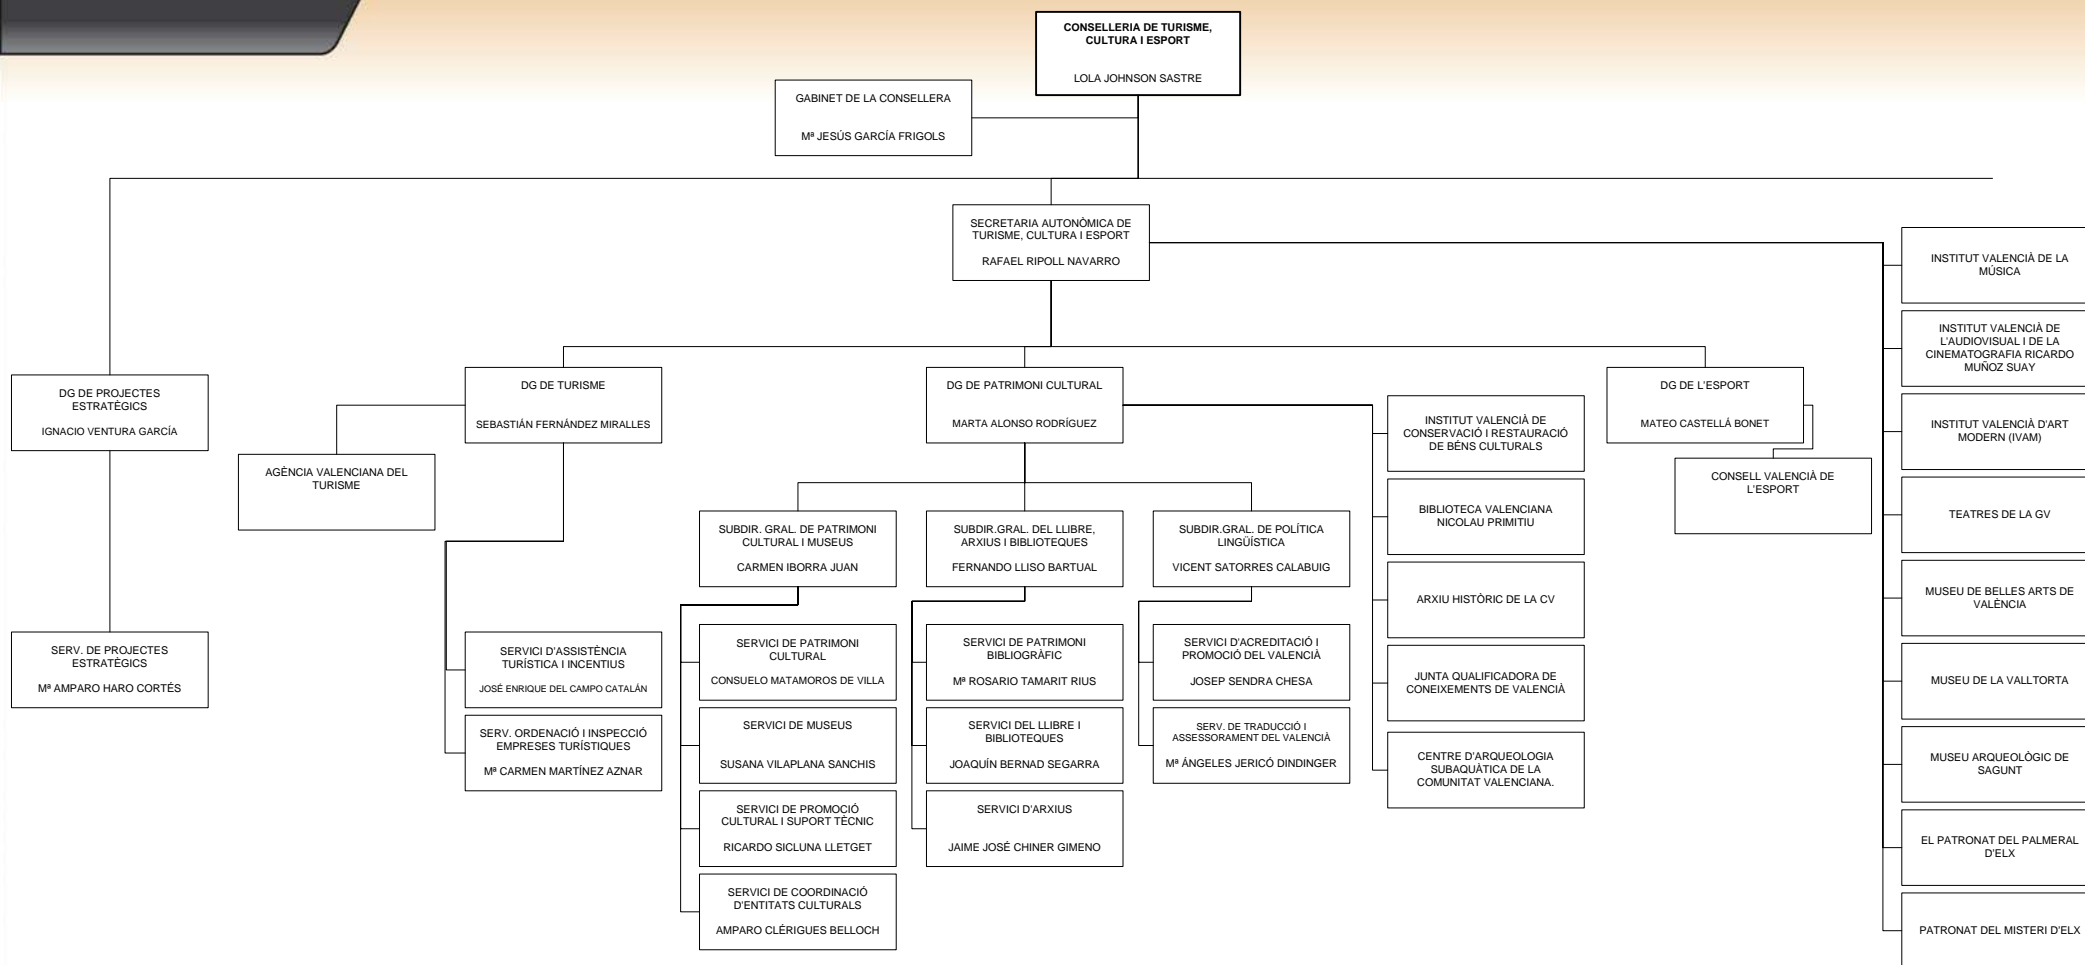 CONSELLERIA DE TURISME,
CULTURA I ESPORT
LOLA JOHNSON SASTRE
GABINET DE LA CONSELLERA
Mª JESÚS GARCÍA FRIGOLS
SECRETARIA AUTONÒMICA DE
TURISME, CULTURA I ESPORT
RAFAEL RIPOLL NAVARRO
DG DE PROJECTES
ESTRATÈGICS
IGNACIO VENTURA GARCÍA
SERV. DE PROJECTES
ESTRATÈGICS
Mª AMPARO HARO CORTÉS
DG DE TURISME
SEBASTIÁN FERNÁNDEZ MIRALLES
AGÈNCIA VALENCIANA DEL
TURISME
SERVICI D'ASSISTÈNCIA
TURÍSTICA I INCENTIUS
JOSÉ ENRIQUE DEL CAMPO CATALÁN
SERV. ORDENACIÓ I INSPECCIÓ
EMPRESES TURÍSTIQUES
Mª CARMEN MARTÍNEZ AZNAR
DG DE PATRIMONI CULTURAL
MARTA ALONSO RODRÍGUEZ
SUBDIR. GRAL. DE PATRIMONI
CULTURAL I MUSEUS
CARMEN IBORRA JUAN
SERVICI DE PATRIMONI
CULTURAL
CONSUELO MATAMOROS DE VILLA
SERVICI DE MUSEUS
SUSANA VILAPLANA SANCHIS
SERVICI DE PROMOCIÓ
CULTURAL I SUPORT TÈCNIC
RICARDO SICLUNA LLETGET
SERVICI DE COORDINACIÓ
D'ENTITATS CULTURALS
AMPARO CLÉRIGUES BELLOCH
SUBDIR.GRAL. DEL LLIBRE,
ARXIUS I BIBLIOTEQUES
FERNANDO LLISO BARTUAL
SERVICI DE PATRIMONI
BIBLIOGRÀFIC
Mª ROSARIO TAMARIT RIUS
SERVICI DEL LLIBRE I
BIBLIOTEQUES
JOAQUÍN BERNAD SEGARRA
SERVICI D'ARXIUS
JAIME JOSÉ CHINER GIMENO
SUBDIR.GRAL. DE POLÍTICA
LINGÜÍSTICA
VICENT SATORRES CALABUIG
SERVICI D'ACREDITACIÓ I
PROMOCIÓ DEL VALENCIÀ
JOSEP SENDRA CHESA
SERV. DE TRADUCCIÓ I
ASSESSORAMENT DEL VALENCIÀ
Mª ÁNGELES JERICÓ DINDINGER
INSTITUT VALENCIÀ DE
CONSERVACIÓ I RESTAURACIÓ
DE BÉNS CULTURALS
BIBLIOTECA VALENCIANA
NICOLAU PRIMITIU
ARXIU HISTÒRIC DE LA CV
JUNTA QUALIFICADORA DE
CONEIXEMENTS DE VALENCIÀ
CENTRE D'ARQUEOLOGIA
SUBAQUÀTICA DE LA
COMUNITAT VALENCIANA.
DG DE L'ESPORT
MATEO CASTELLÁ BONET
CONSELL VALENCIÀ DE
L'ESPORT
INSTITUT VALENCIÀ DE LA
MÚSICA
INSTITUT VALENCIÀ DE
L'AUDIOVISUAL I DE LA
CINEMATOGRAFIA RICARDO
MUÑOZ SUAY
INSTITUT VALENCIÀ D'ART
MODERN (IVAM)
TEATRES DE LA GV
MUSEU DE BELLES ARTS DE
VALÈNCIA
MUSEU DE LA VALLTORTA
MUSEU ARQUEOLÒGIC DE
SAGUNT
EL PATRONAT DEL PALMERAL
D'ELX
PATRONAT DEL MISTERI D'ELX